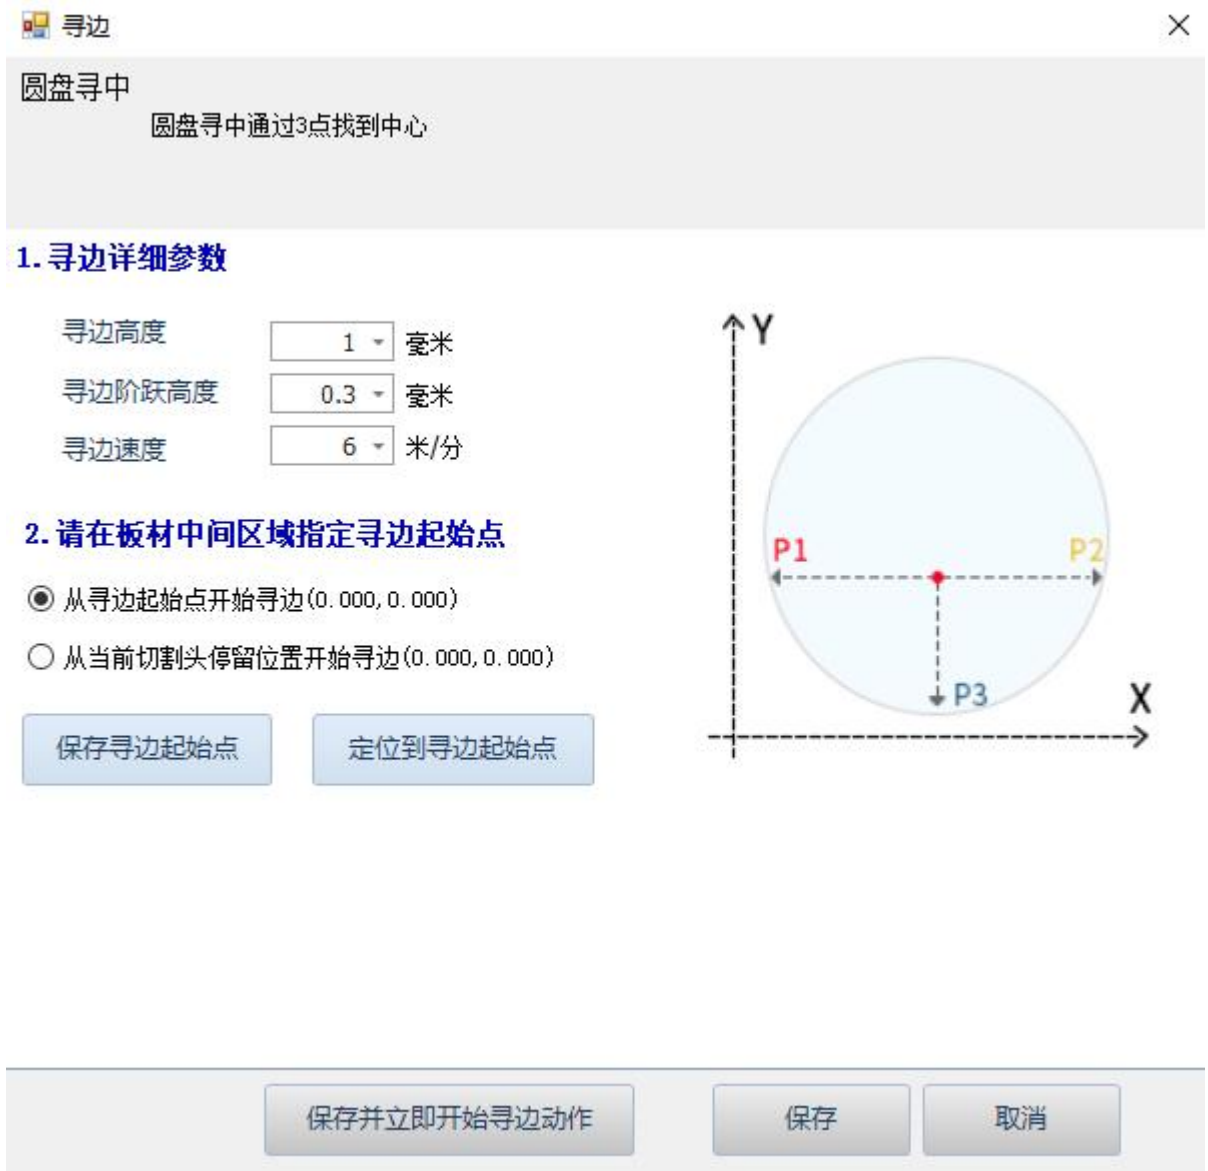 寻边
圆盘寻中
圆盘寻中通过3点找到中心
1.寻边详细参数
寻边高度 1 毫米
寻边阶跃高度 0.3 毫米
寻边速度 6 米/分
2.请在板材中间区域指定寻边起始点
从寻边起始点开始寻边(0.000,0.000)
从当前切割头停留位置开始寻边(0.000,0.000)
保存寻边起始点 定位到寻边起始点
Y
P1 P2
P3
X
保存并立即开始寻边动作 保存 取消